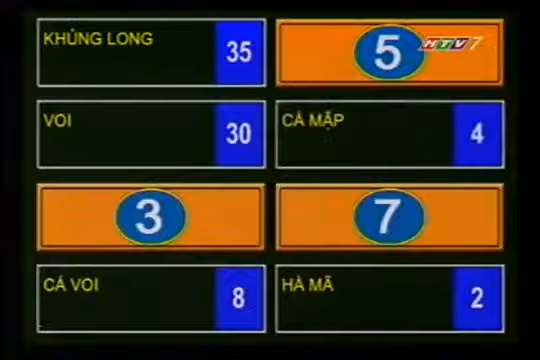 KHỦNG LONG 35
VOI 30
3
CÁ VOI 8
5 HTV7
CÁ MẬP 4
7
HÀ MÃ 2